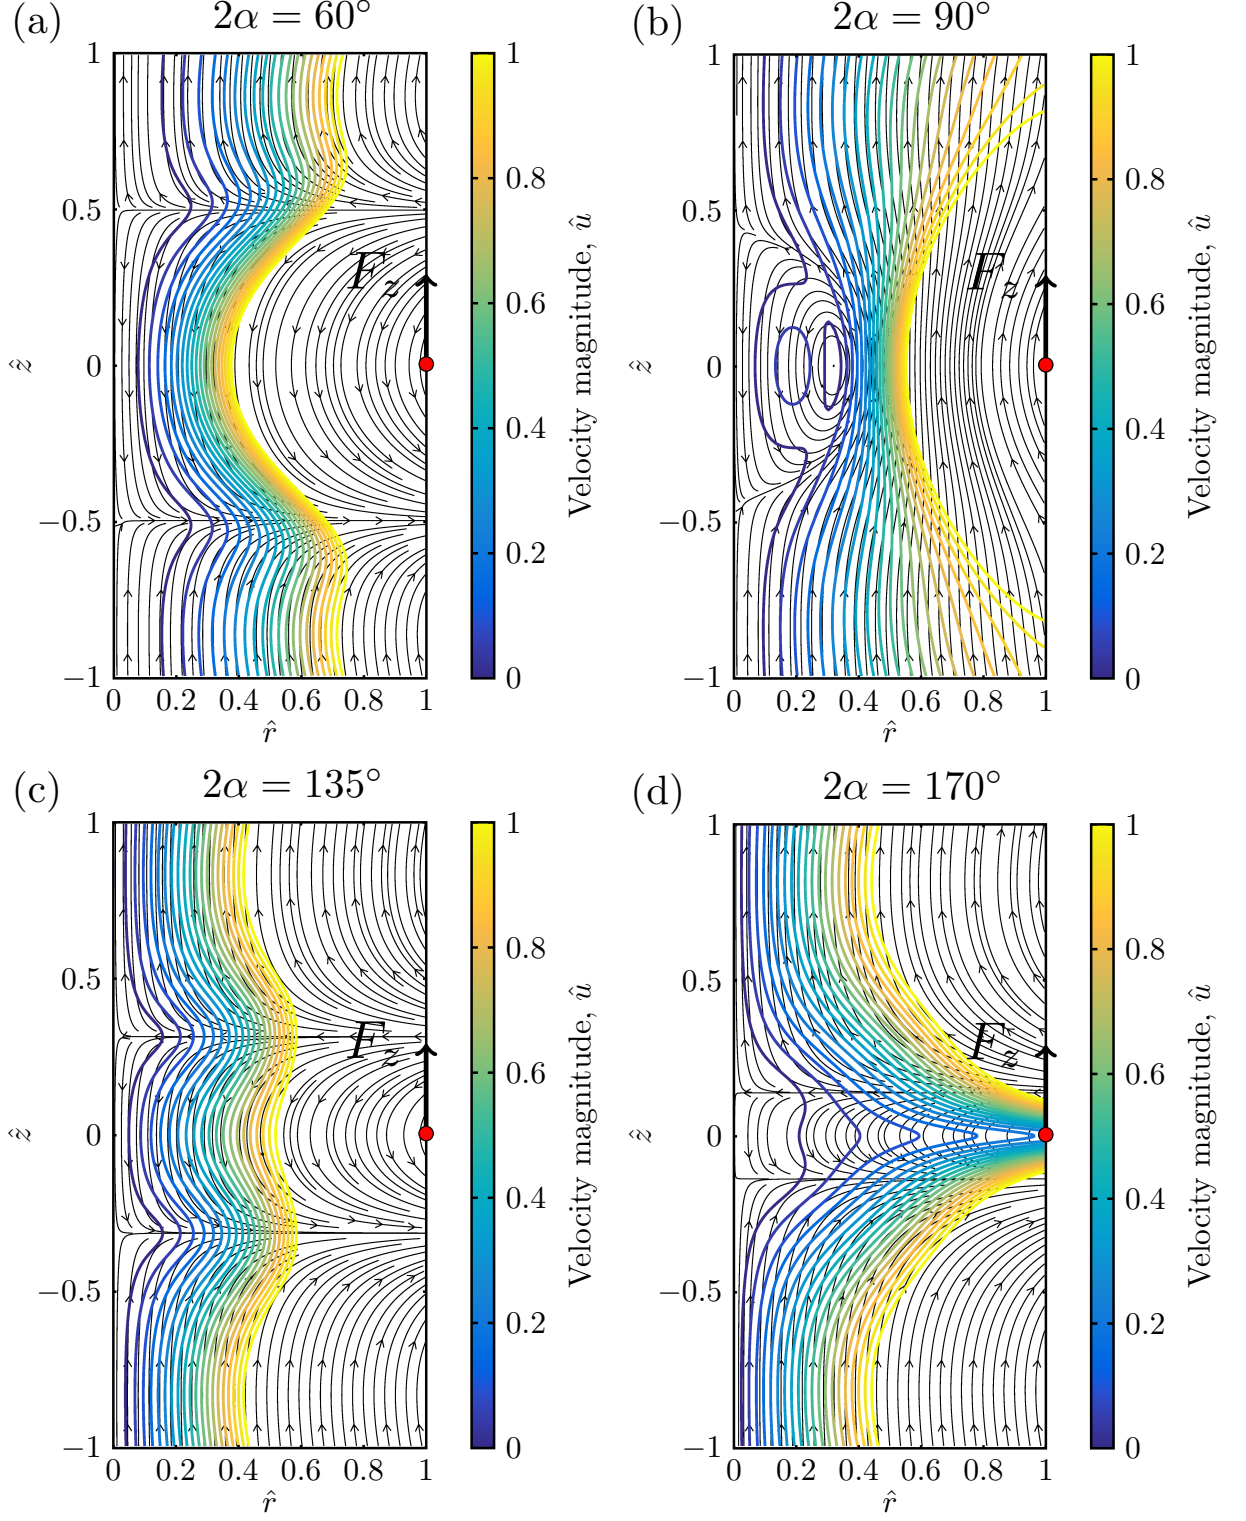 (a) 2α = 60°
1
0.5
0
−0.5
−1
ẑ
0 0.2 0.4 0.6 0.8 1
r̂
F_z
1
0.8
0.6
0.4
0.2
0
Velocity magnitude, û
(b) 2α = 90°
1
0.5
0
−0.5
−1
ẑ
0 0.2 0.4 0.6 0.8 1
r̂
F_z
1
0.8
0.6
0.4
0.2
0
Velocity magnitude, û
(c) 2α = 135°
1
0.5
0
−0.5
−1
ẑ
0 0.2 0.4 0.6 0.8 1
r̂
F_z
1
0.8
0.6
0.4
0.2
0
Velocity magnitude, û
(d) 2α = 170°
1
0.5
0
−0.5
−1
ẑ
0 0.2 0.4 0.6 0.8 1
r̂
F_z
1
0.8
0.6
0.4
0.2
0
Velocity magnitude, û